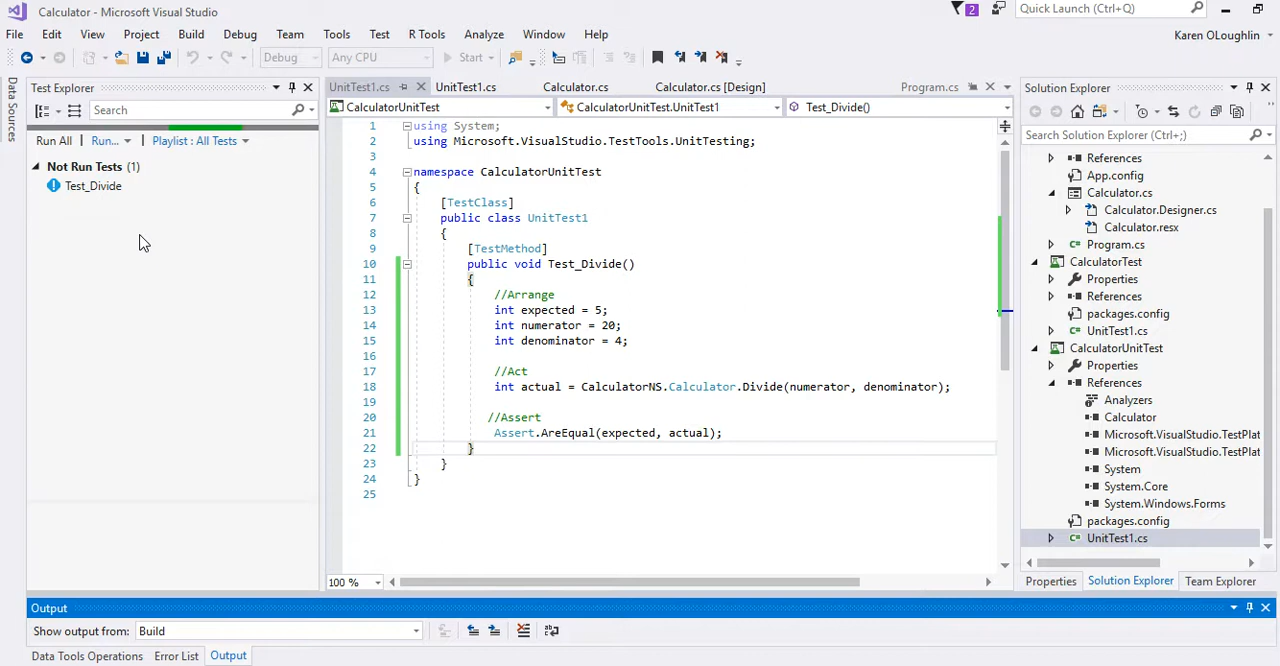 Calculator - Microsoft Visual Studio
2
Quick Launch (Ctrl+Q)
File Edit View Project Build Debug Team Tools Test R Tools Analyze Window Help
Karen OLoughlin
Debug Any CPU Start
Data Sources
Test Explorer
Search
Run All Run... Playlist : All Tests
Not Run Tests (1)
Test_Divide
UnitTest1.cs UnitTest1.cs Calculator.cs Calculator.cs [Design] Program.cs
CalculatorUnitTest CalculatorUnitTest.UnitTest1 Test_Divide()
1 using System;
2 using Microsoft.VisualStudio.TestTools.UnitTesting;
3
4 namespace CalculatorUnitTest
5 {
6 [TestClass]
7 public class UnitTest1
8 {
9 [TestMethod]
10 public void Test_Divide()
11 {
12 //Arrange
13 int expected = 5;
14 int numerator = 20;
15 int denominator = 4;
16
17 //Act
18 int actual = CalculatorNS.Calculator.Divide(numerator, denominator);
19
20 //Assert
21 Assert.AreEqual(expected, actual);
22 }
23 }
24 }
25
100 %
Solution Explorer
Search Solution Explorer (Ctrl+;)
References
App.config
Calculator.cs
Calculator.Designer.cs
Calculator.resx
Program.cs
CalculatorTest
Properties
References
packages.config
UnitTest1.cs
CalculatorUnitTest
Properties
References
Analyzers
Calculator
Microsoft.VisualStudio.TestPlat
Microsoft.VisualStudio.TestPlat
System
System.Core
System.Windows.Forms
packages.config
UnitTest1.cs
Properties Solution Explorer Team Explorer
Output
Show output from: Build
Data Tools Operations Error List Output